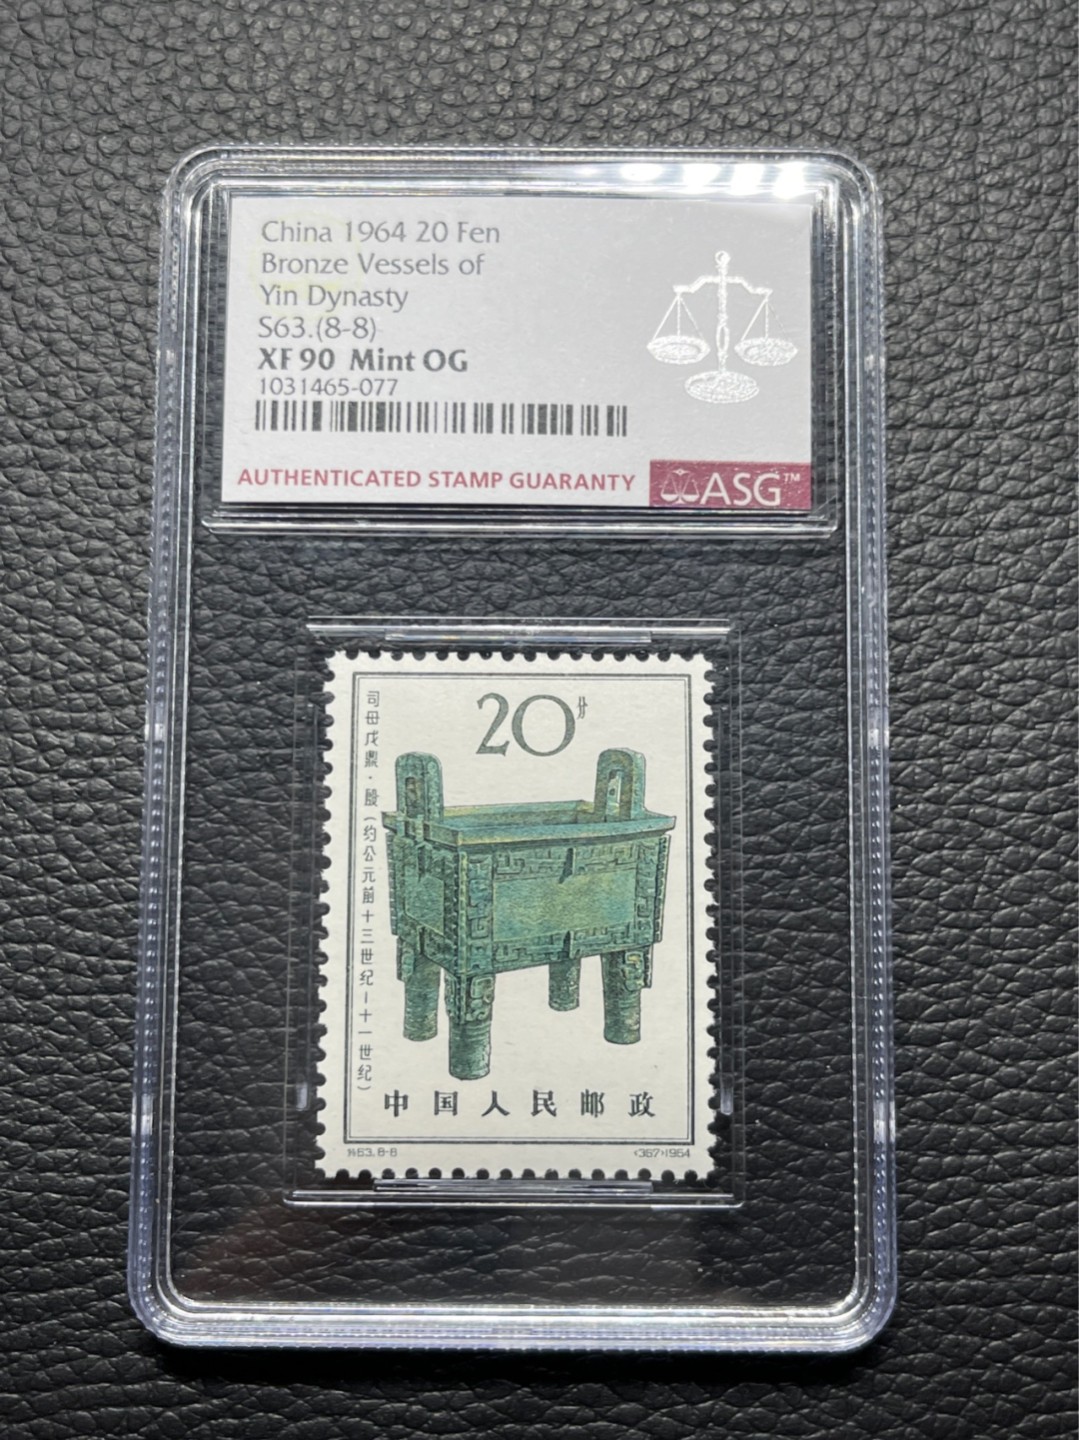 China 1964 20 Fen
Bronze Vessels of
Yin Dynasty
S63.(8-8)
XF 90 Mint OG
1031465-077
AUTHENTICATED STAMP GUARANTY
ASG™
20分
司母戊鼎·殷(约公元前十三世纪—十一世纪)
中国人民邮政
特63.8-8
<367>1964